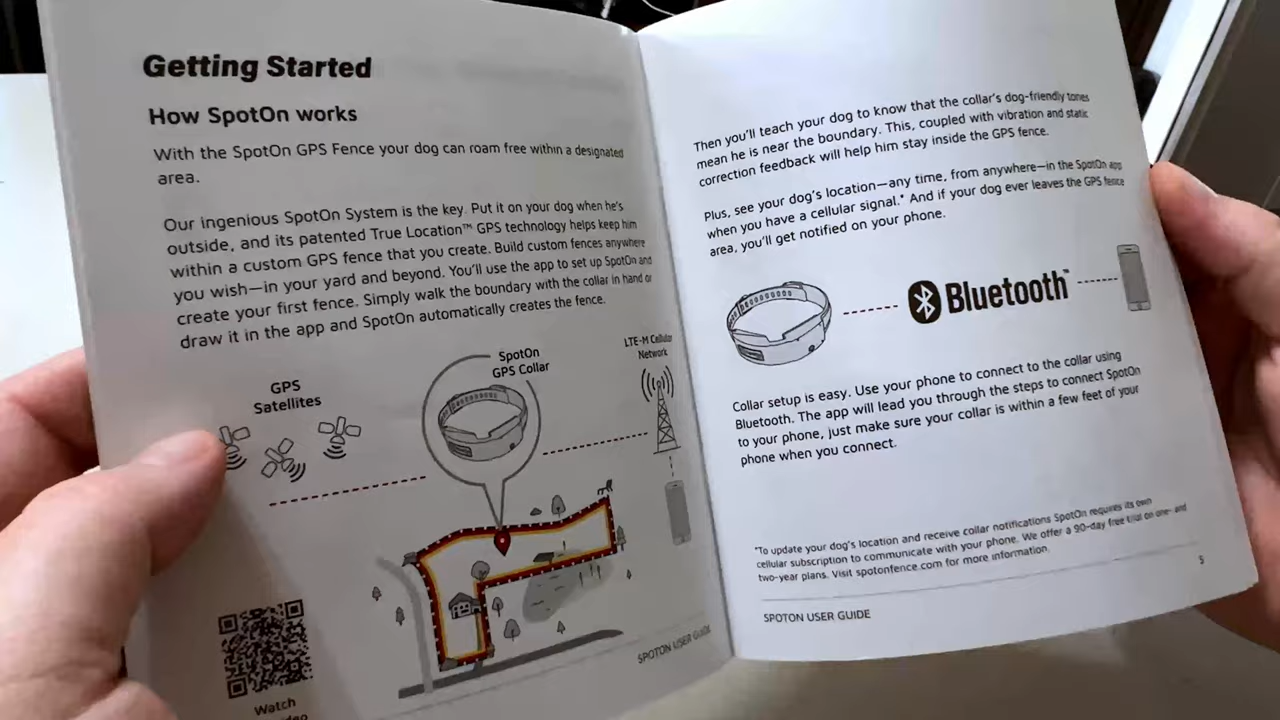 Getting Started
How SpotOn works
With the SpotOn GPS Fence your dog can roam free within a designated
area.
Our ingenious SpotOn System is the key. Put it on your dog when he's
outside, and its patented True Location™ GPS technology helps keep him
within a custom GPS fence that you create. Build custom fences anywhere
you wish—in your yard and beyond. You'll use the app to set up SpotOn and
create your first fence. Simply walk the boundary with the collar in hand or
draw it in the app and SpotOn automatically creates the fence.
GPS
Satellites
SpotOn
GPS Collar
LTE-M Cellular
Network
Watch
SPOTON USER GUIDE
Then you'll teach your dog to know that the collar's dog-friendly tones
mean he is near the boundary. This, coupled with vibration and static
correction feedback will help him stay inside the GPS fence.
Plus, see your dog's location—any time, from anywhere—in the SpotOn app
when you have a cellular signal.* And if your dog ever leaves the GPS fence
area, you'll get notified on your phone.
Bluetooth™
Collar setup is easy. Use your phone to connect to the collar using
Bluetooth. The app will lead you through the steps to connect SpotOn
to your phone, just make sure your collar is within a few feet of your
phone when you connect.
*To update your dog's location and receive collar notifications SpotOn requires its own
cellular subscription to communicate with your phone. We offer a 90-day free trial on one- and
two-year plans. Visit spotonfence.com for more information.
5
SPOTON USER GUIDE